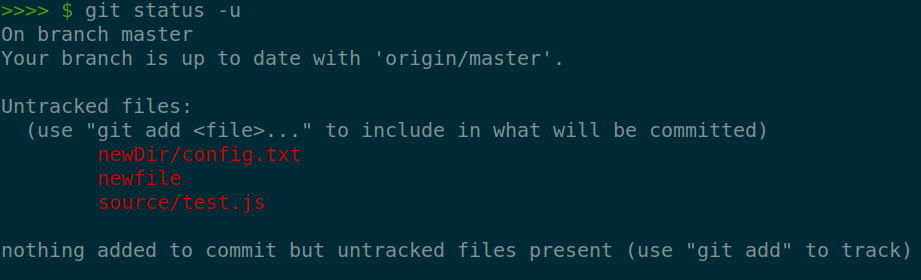 >>>> $ git status -u
On branch master
Your branch is up to date with 'origin/master'.
Untracked files:
(use "git add <file>..." to include in what will be committed)
newDir/config.txt
newfile
source/test.js
nothing added to commit but untracked files present (use "git add" to track)